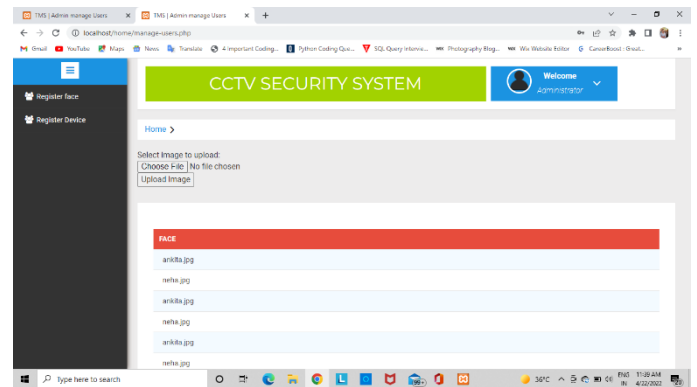 TMS | Admin manage Users
TMS | Admin manage Users
localhost/home/manage-users.php
Gmail YouTube Maps News Translate 4 Important Coding... Python Coding Que... SQL Query Intervie... Photography Blog... Wix Website Editor CareerBoost :Great...
CCTV SECURITY SYSTEM
Welcome
Administrator
Register face
Register Device
Home >
Select Image to upload:
Choose File No file chosen
Upload Image
FACE
ankita.jpg
neha.jpg
ankita.jpg
neha.jpg
ankita.jpg
neha.jpg
Type here to search
99+
36°C
ENG 11:39 AM
IN 4/22/2022